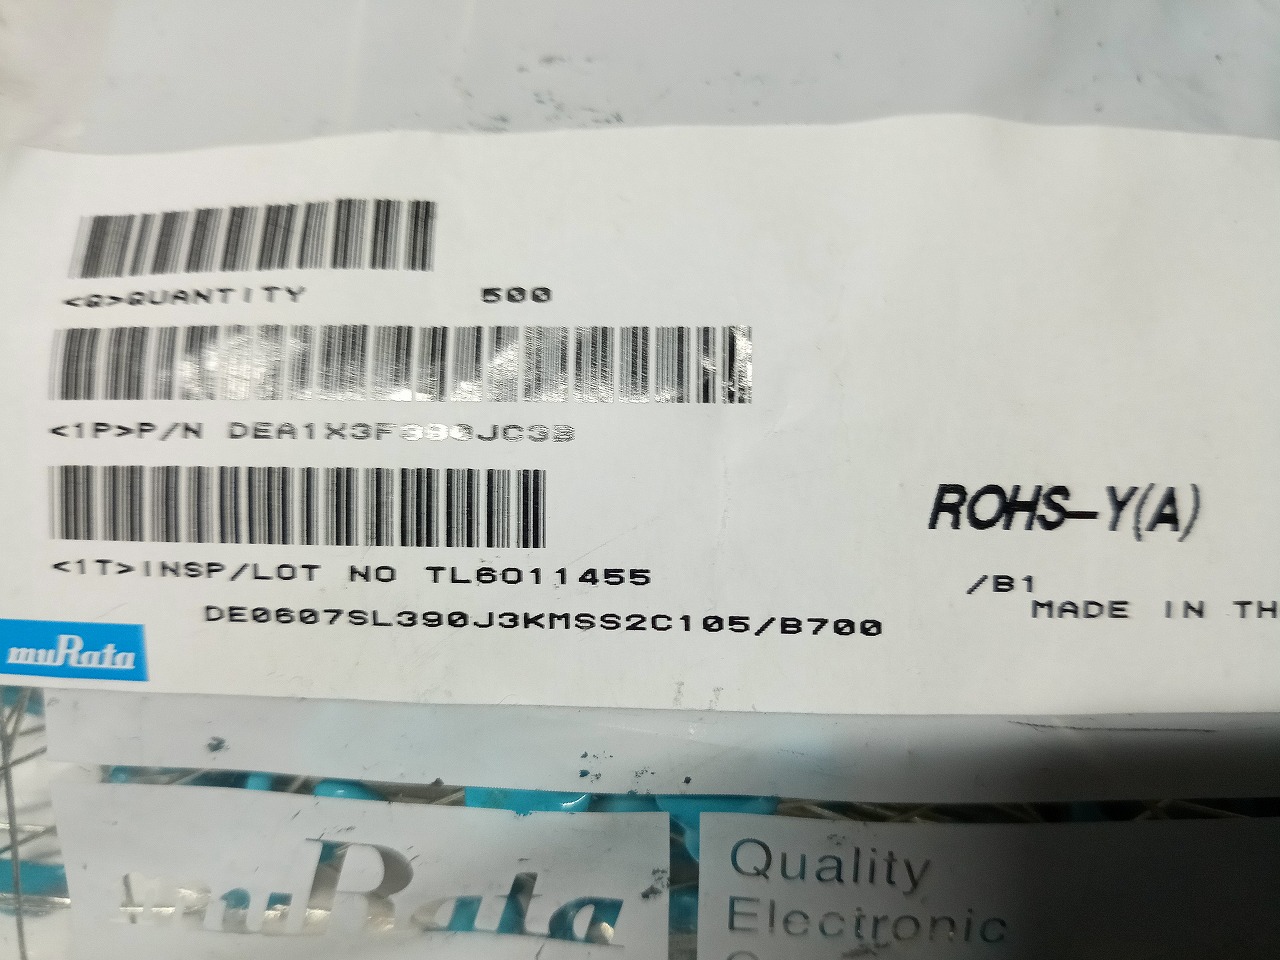 <Q>QUANTITY 500
<1P>P/N DEA1X3F390JC3B
<1T>INSP/LOT NO TL6011455
DE0607SL390J3KMSS2C105/B700
ROHS-Y(A)
/B1
MADE IN TH
muRata
muRata
Quality
Electronic